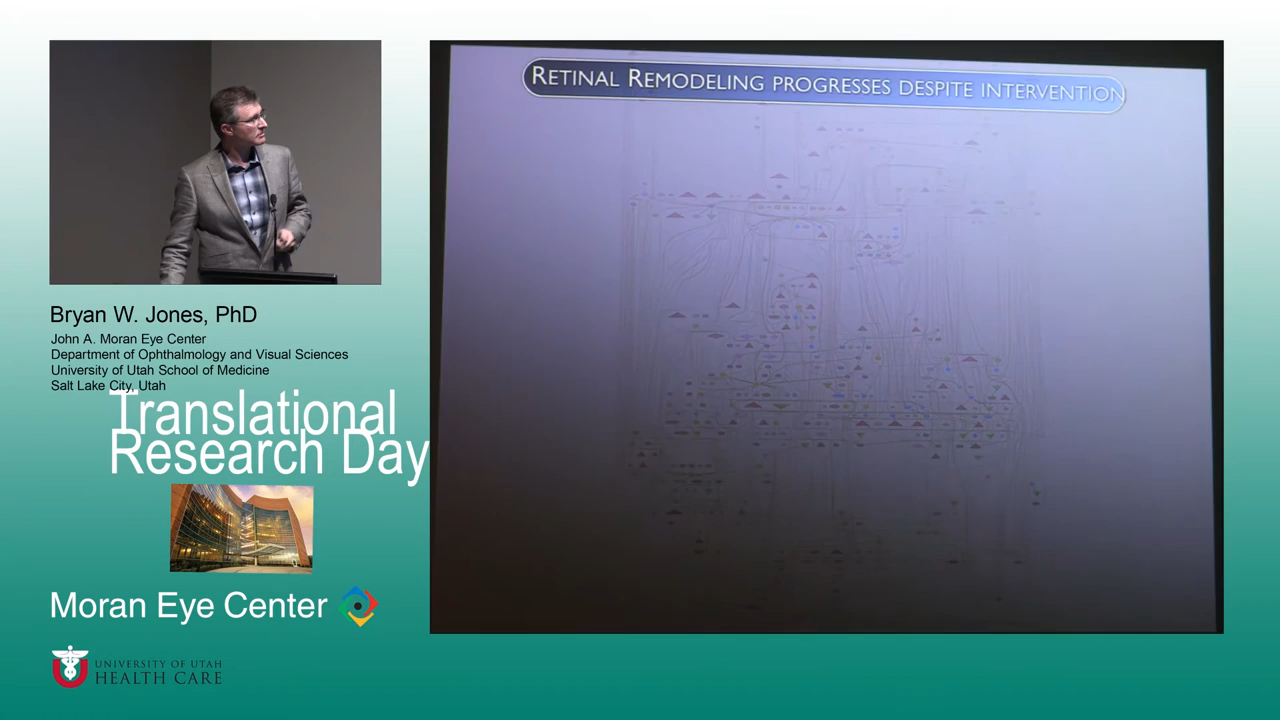 RETINAL REMODELING PROGRESSES DESPITE INTERVENTION
Bryan W. Jones, PhD
John A. Moran Eye Center
Department of Ophthalmology and Visual Sciences
University of Utah School of Medicine
Salt Lake City, Utah
Translational
Research Day
Moran Eye Center
UNIVERSITY OF UTAH
HEALTH CARE